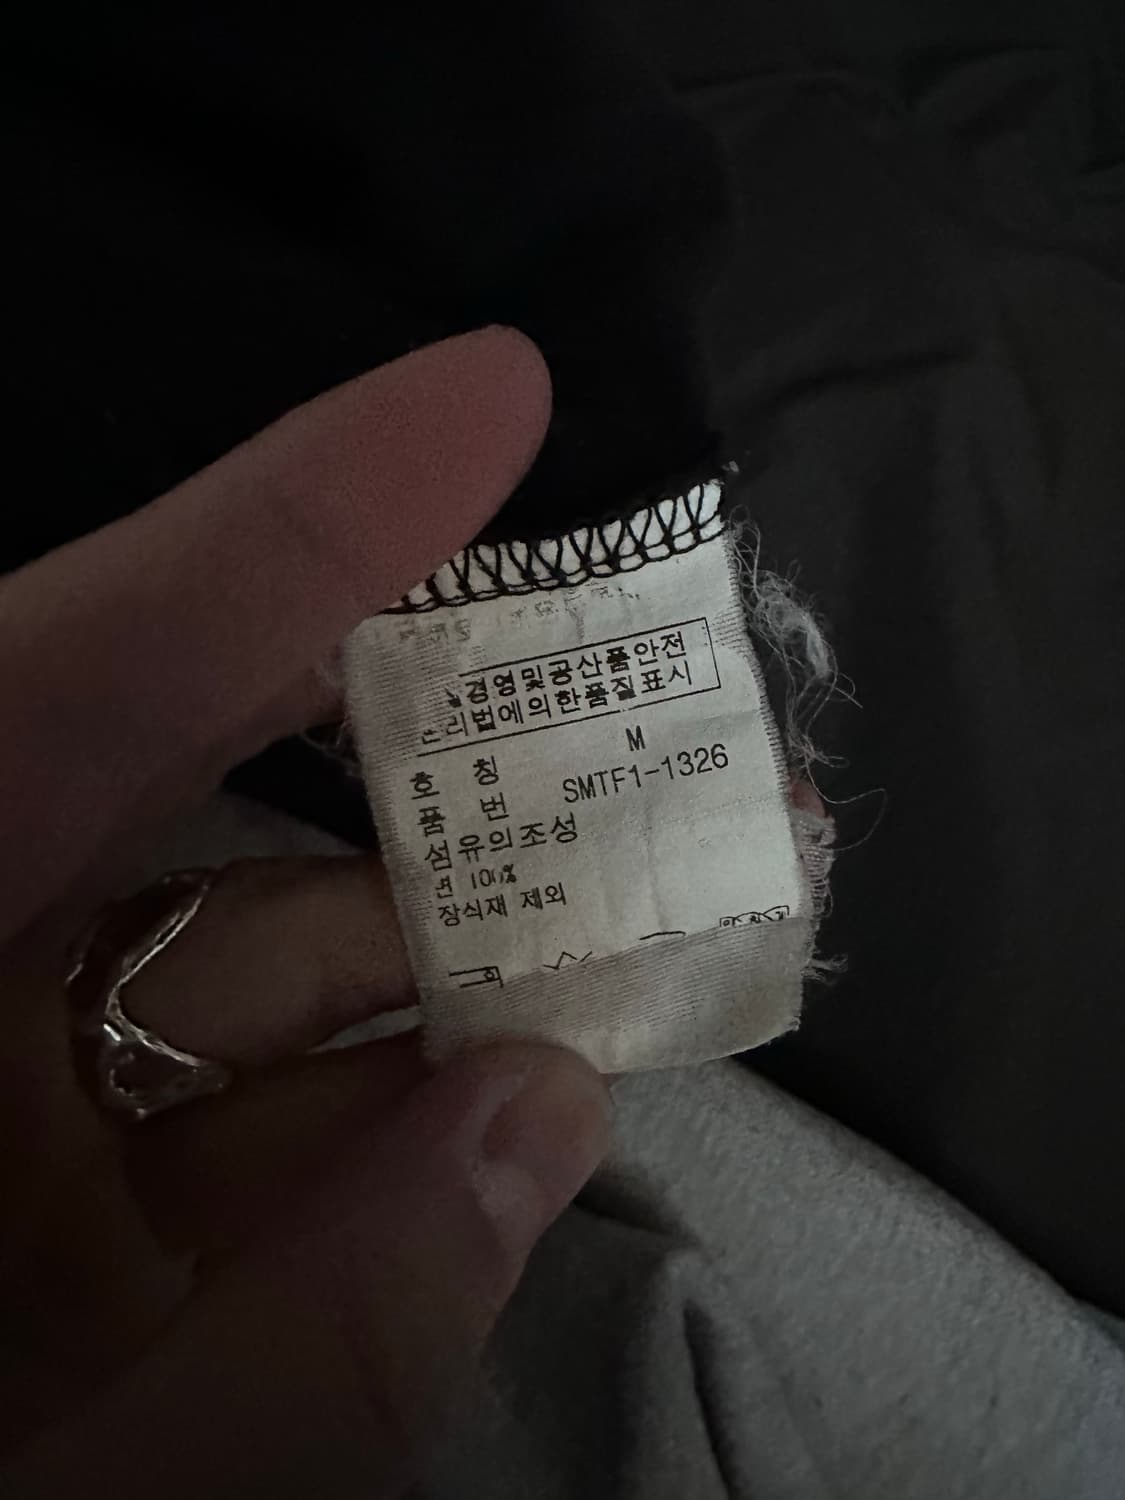 경영및공산품안전
리법에의한품질표시
호 칭 M
품 번 SMTF1-1326
섬유의조성
면 100%
장식재 제외